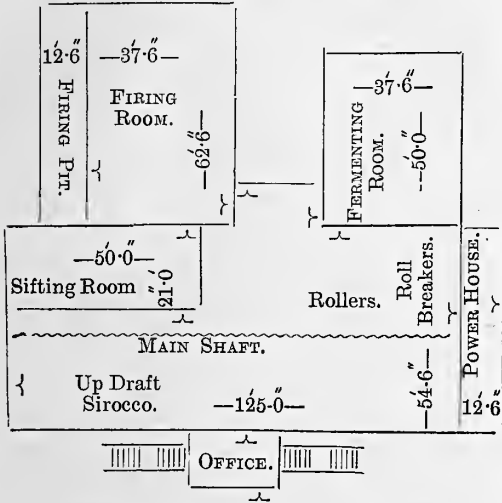 12'·6"
—37'·6"—
FIRING PIT.
FIRING
ROOM.
—62'·6"—
—37'·6"—
FERMENTING
ROOM.
--50'·0"—
—50'·0"—
Sifting Room
21'·0"
Rollers.
Roll
Breakers.
POWER HOUSE.
MAIN SHAFT.
Up Draft
Sirocco.
—125'·0"—
—54'·6"—
12'·6"
OFFICE.